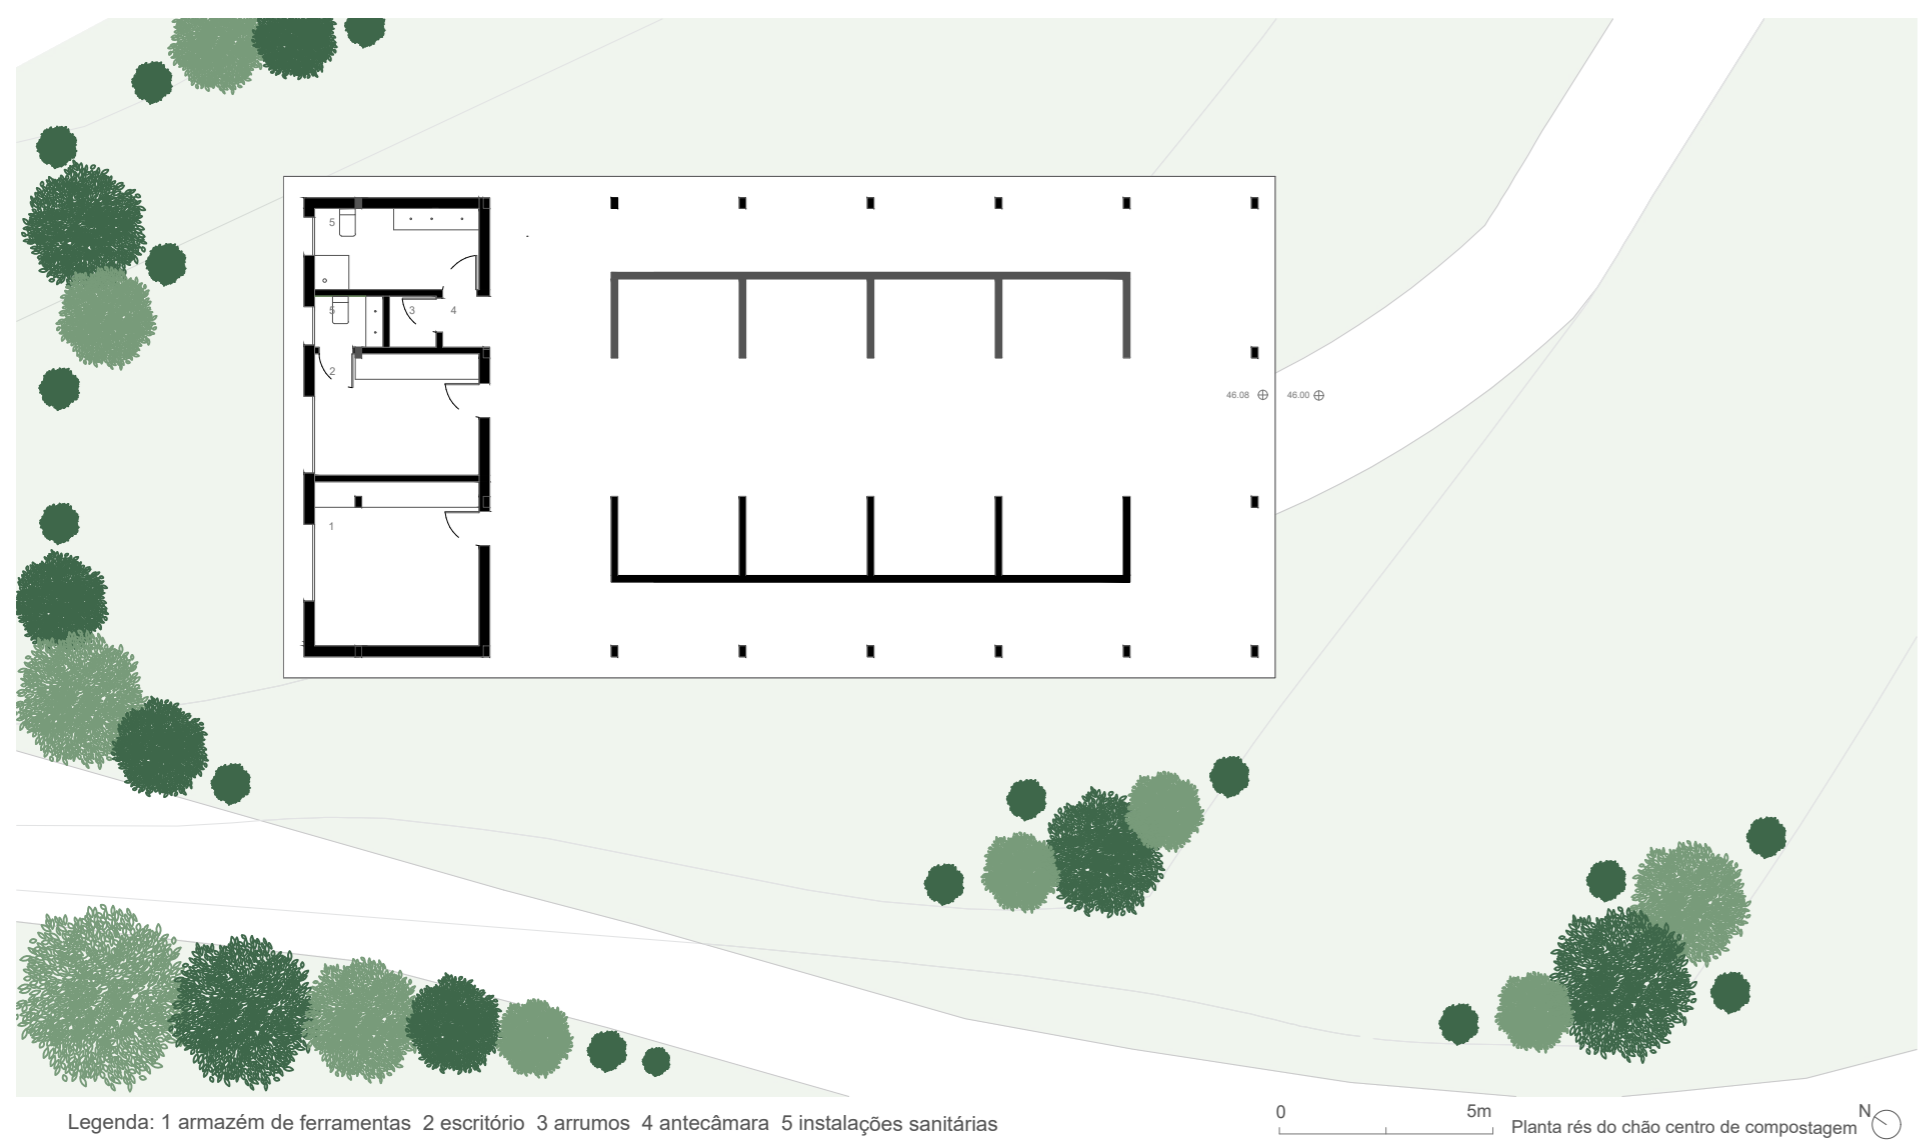 5
5
3
4
2
46.08
46.00
1
Legenda: 1 armazém de ferramentas 2 escritório 3 arrumos 4 antecâmara 5 instalações sanitárias
0 5m
Planta rés do chão centro de compostagem
N